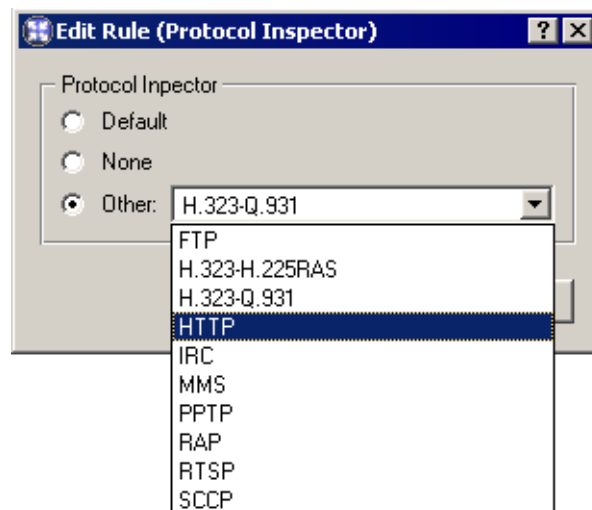 Edit Rule (Protocol Inspector)
Protocol Inpector
Default
None
Other: H.323-Q.931
FTP
H.323-H.225RAS
H.323-Q.931
HTTP
IRC
MMS
PPTP
RAP
RTSP
SCCP